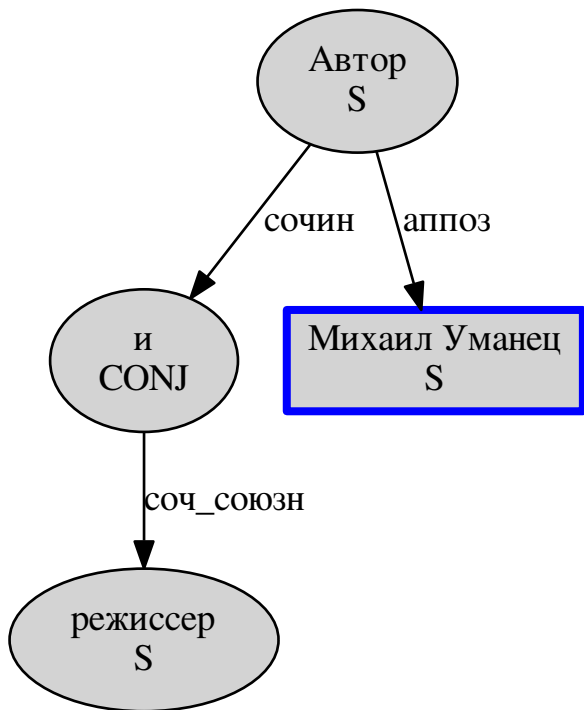 Автор
S
сочин
аппоз
и
CONJ
Михаил Уманец
S
соч_союзн
режиссер
S